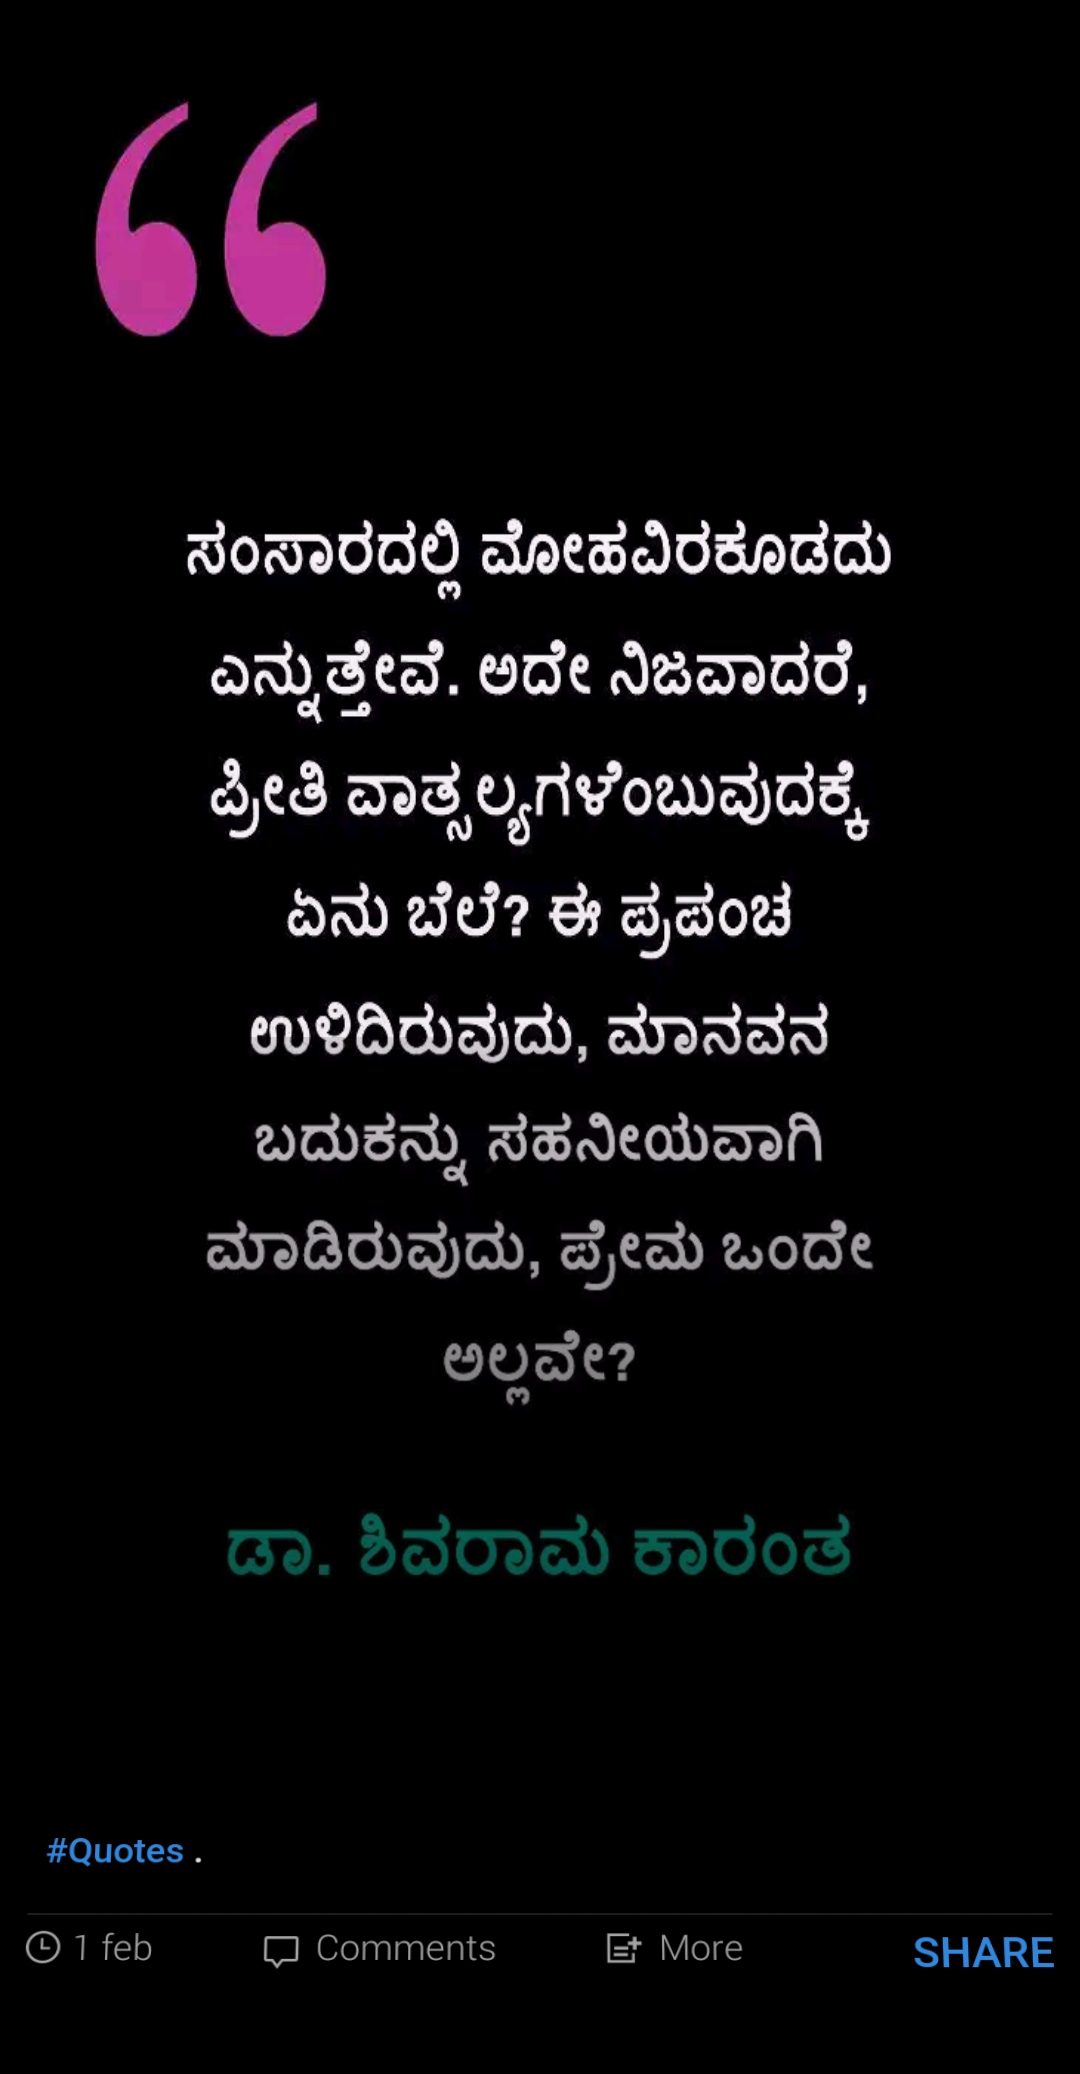 “
ಸಂಸಾರದಲ್ಲಿ ಮೋಹವಿರಕೂಡದು
ಎನ್ನುತ್ತೇವೆ. ಅದೇ ನಿಜವಾದರೆ,
ಪ್ರೀತಿ ವಾತ್ಸಲ್ಯಗಳೆಂಬುವುದಕ್ಕೆ
ಏನು ಬೆಲೆ? ಈ ಪ್ರಪಂಚ
ಉಳಿದಿರುವುದು, ಮಾನವನ
ಬದುಕನ್ನು ಸಹನೀಯವಾಗಿ
ಮಾಡಿರುವುದು, ಪ್ರೇಮ ಒಂದೇ
ಅಲ್ಲವೇ?
ಡಾ. ಶಿವರಾಮ ಕಾರಂತ
#Quotes .
1 feb Comments More SHARE